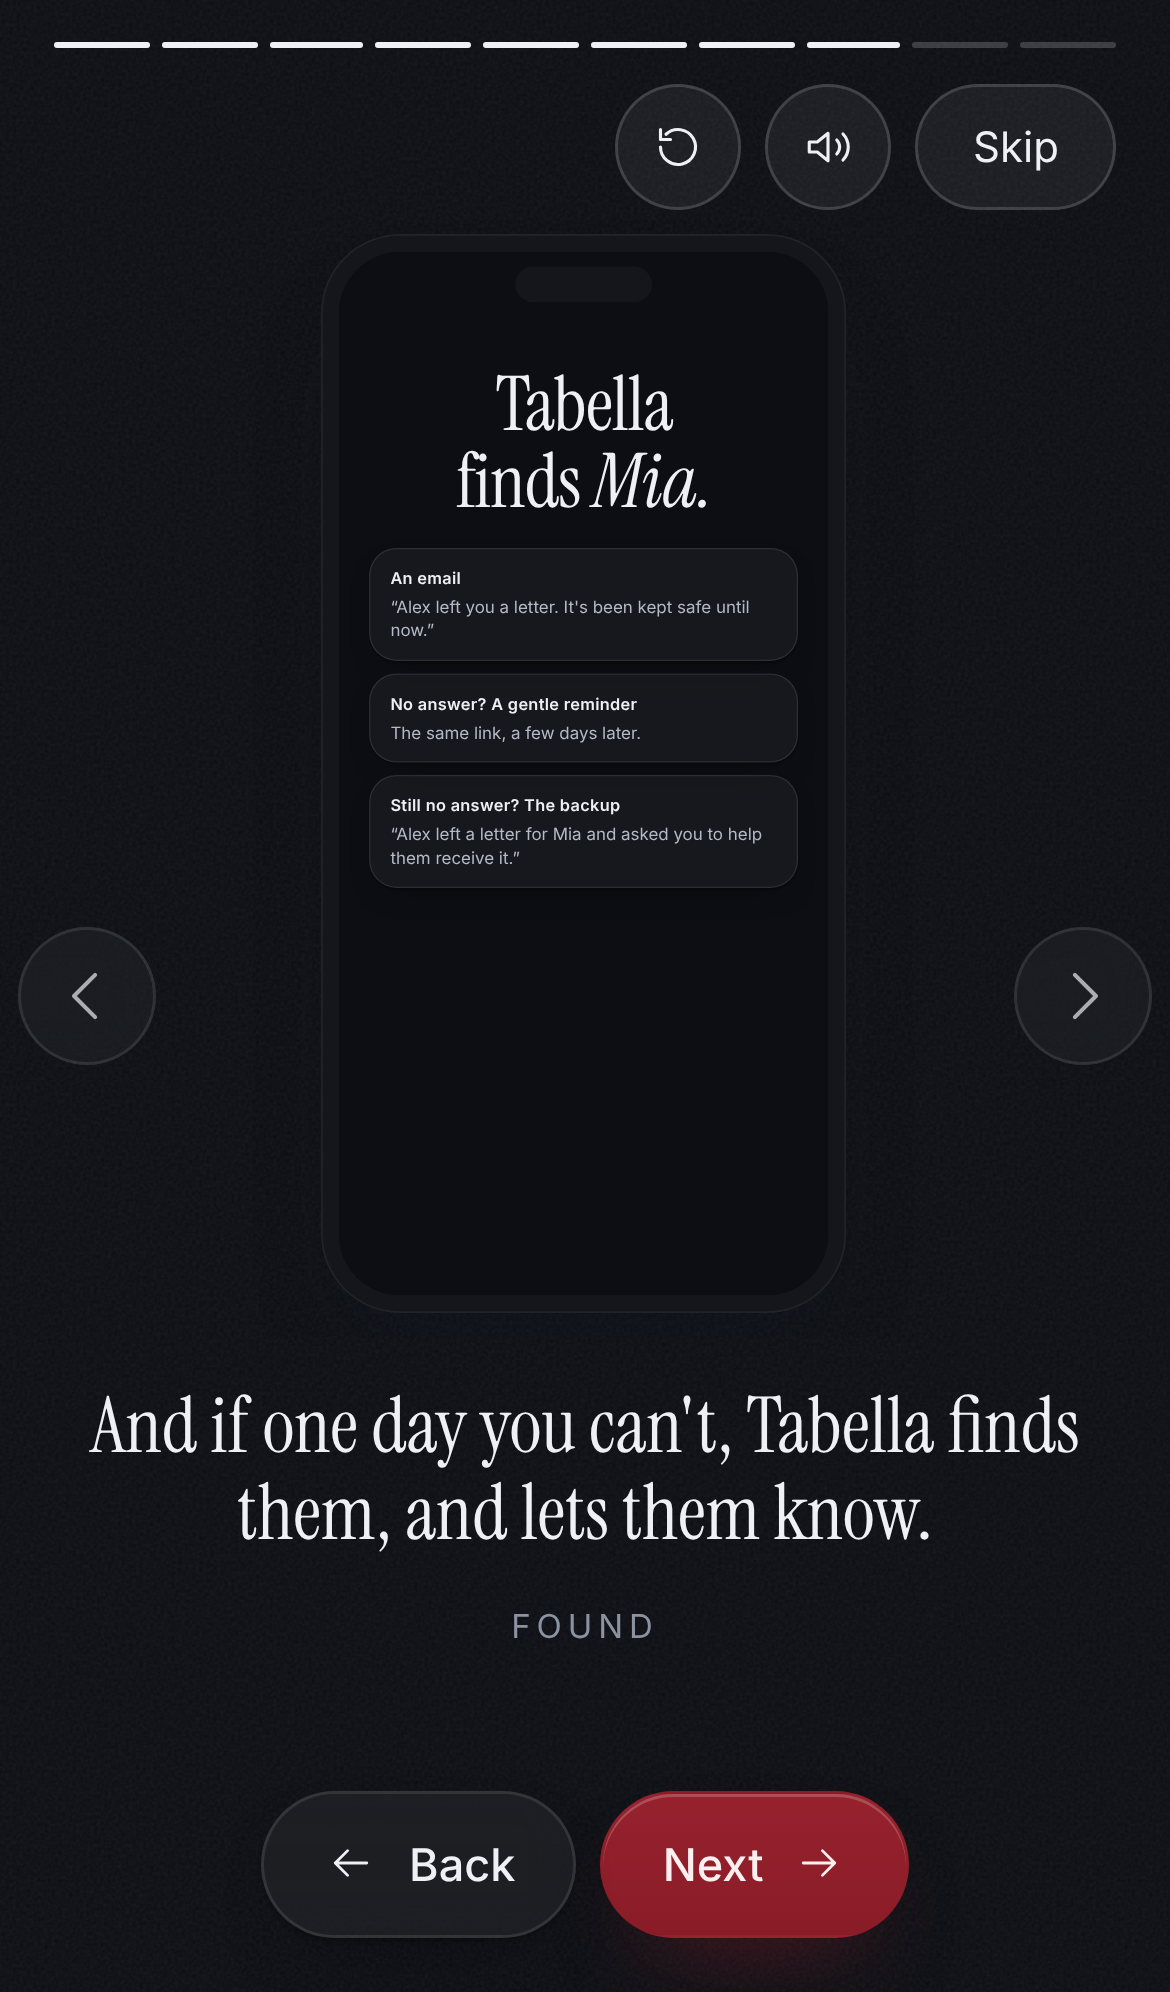 Skip
Tabella
finds Mia.
An email
“Alex left you a letter. It's been kept safe until
now.”
No answer? A gentle reminder
The same link, a few days later.
Still no answer? The backup
“Alex left a letter for Mia and asked you to help
them receive it.”
And if one day you can't, Tabella finds
them, and lets them know.
FOUND
Back
Next